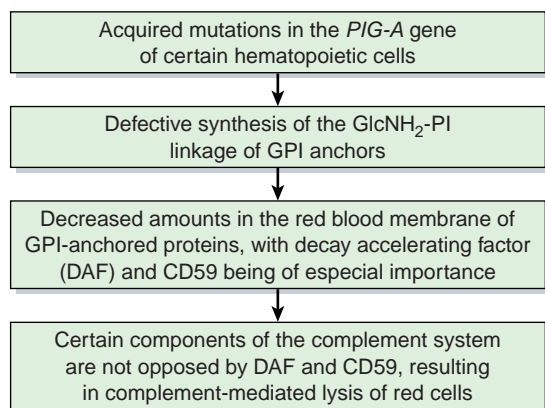 Acquired mutations in the PIG-A gene
of certain hematopoietic cells
Defective synthesis of the GlcNH₂-PI
linkage of GPI anchors
Decreased amounts in the red blood membrane of
GPI-anchored proteins, with decay accelerating factor
(DAF) and CD59 being of especial importance
Certain components of the complement system
are not opposed by DAF and CD59, resulting
in complement-mediated lysis of red cells